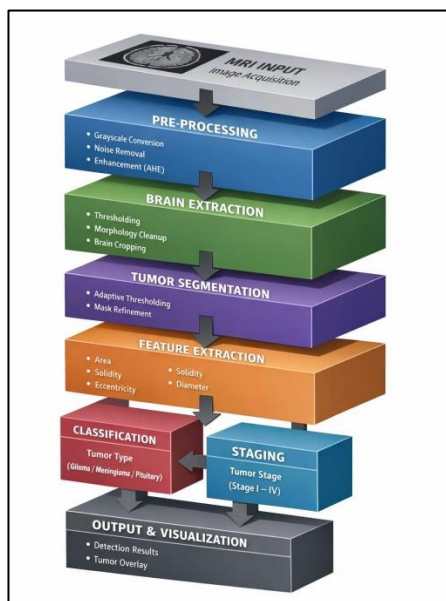 MRI INPUT
Image Acquisition
PRE-PROCESSING
• Grayscale Conversion
• Noise Removal
• Enhancement (AHE)
BRAIN EXTRACTION
• Thresholding
• Morphology Cleanup
• Brain Cropping
TUMOR SEGMENTATION
• Adaptive Thresholding
• Mask Refinement
FEATURE EXTRACTION
• Area
• Solidity
• Eccentricity
• Solidity
• Diameter
CLASSIFICATION
Tumor Type
(Glioma / Meningioma / Pituitary)
STAGING
Tumor Stage
(Stage I – IV)
OUTPUT & VISUALIZATION
• Detection Results
• Tumor Overlay